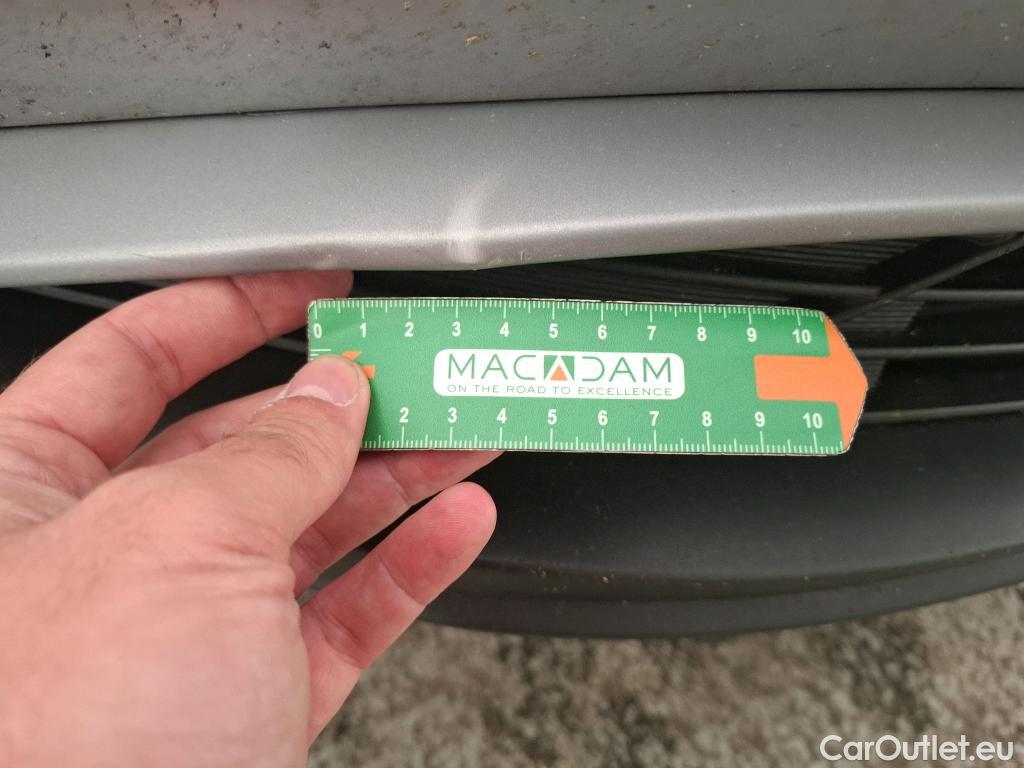 0 1 2 3 4 5 6 7 8 9 10
MACADAM
ON THE ROAD TO EXCELLENCE
2 3 4 5 6 7 8 9 10
CarOutlet.eu